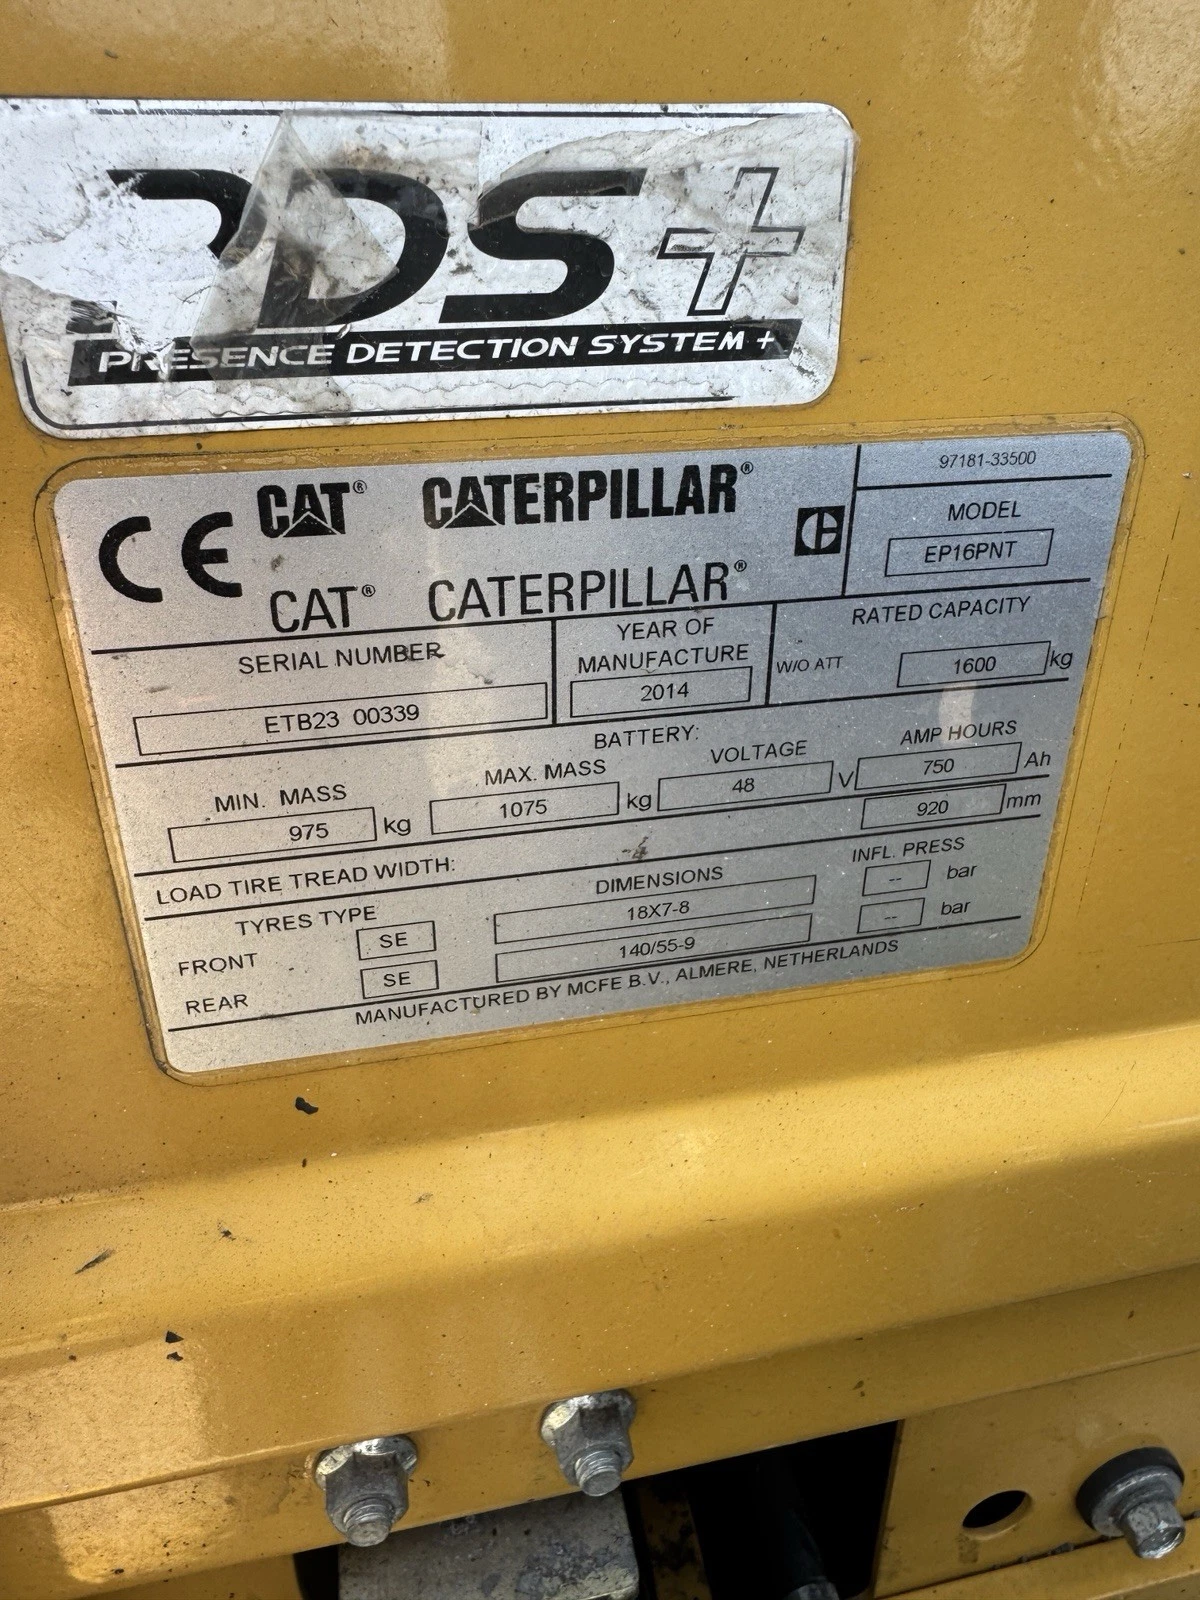 PDS+
PRESENCE DETECTION SYSTEM +
97181-33500
CE CAT® CATERPILLAR®
CAT® CATERPILLAR®
MODEL
EP16PNT
SERIAL NUMBER
ETB23 00339
YEAR OF
MANUFACTURE
2014
RATED CAPACITY
W/O ATT 1600 kg
BATTERY:
MIN. MASS
975 kg
MAX. MASS
1075 kg
VOLTAGE
48 V
AMP HOURS
750 Ah
LOAD TIRE TREAD WIDTH: 920 mm
TYRES TYPE DIMENSIONS INFL. PRESS
FRONT SE 18X7-8 -- bar
REAR SE 140/55-9 -- bar
MANUFACTURED BY MCFE B.V., ALMERE, NETHERLANDS